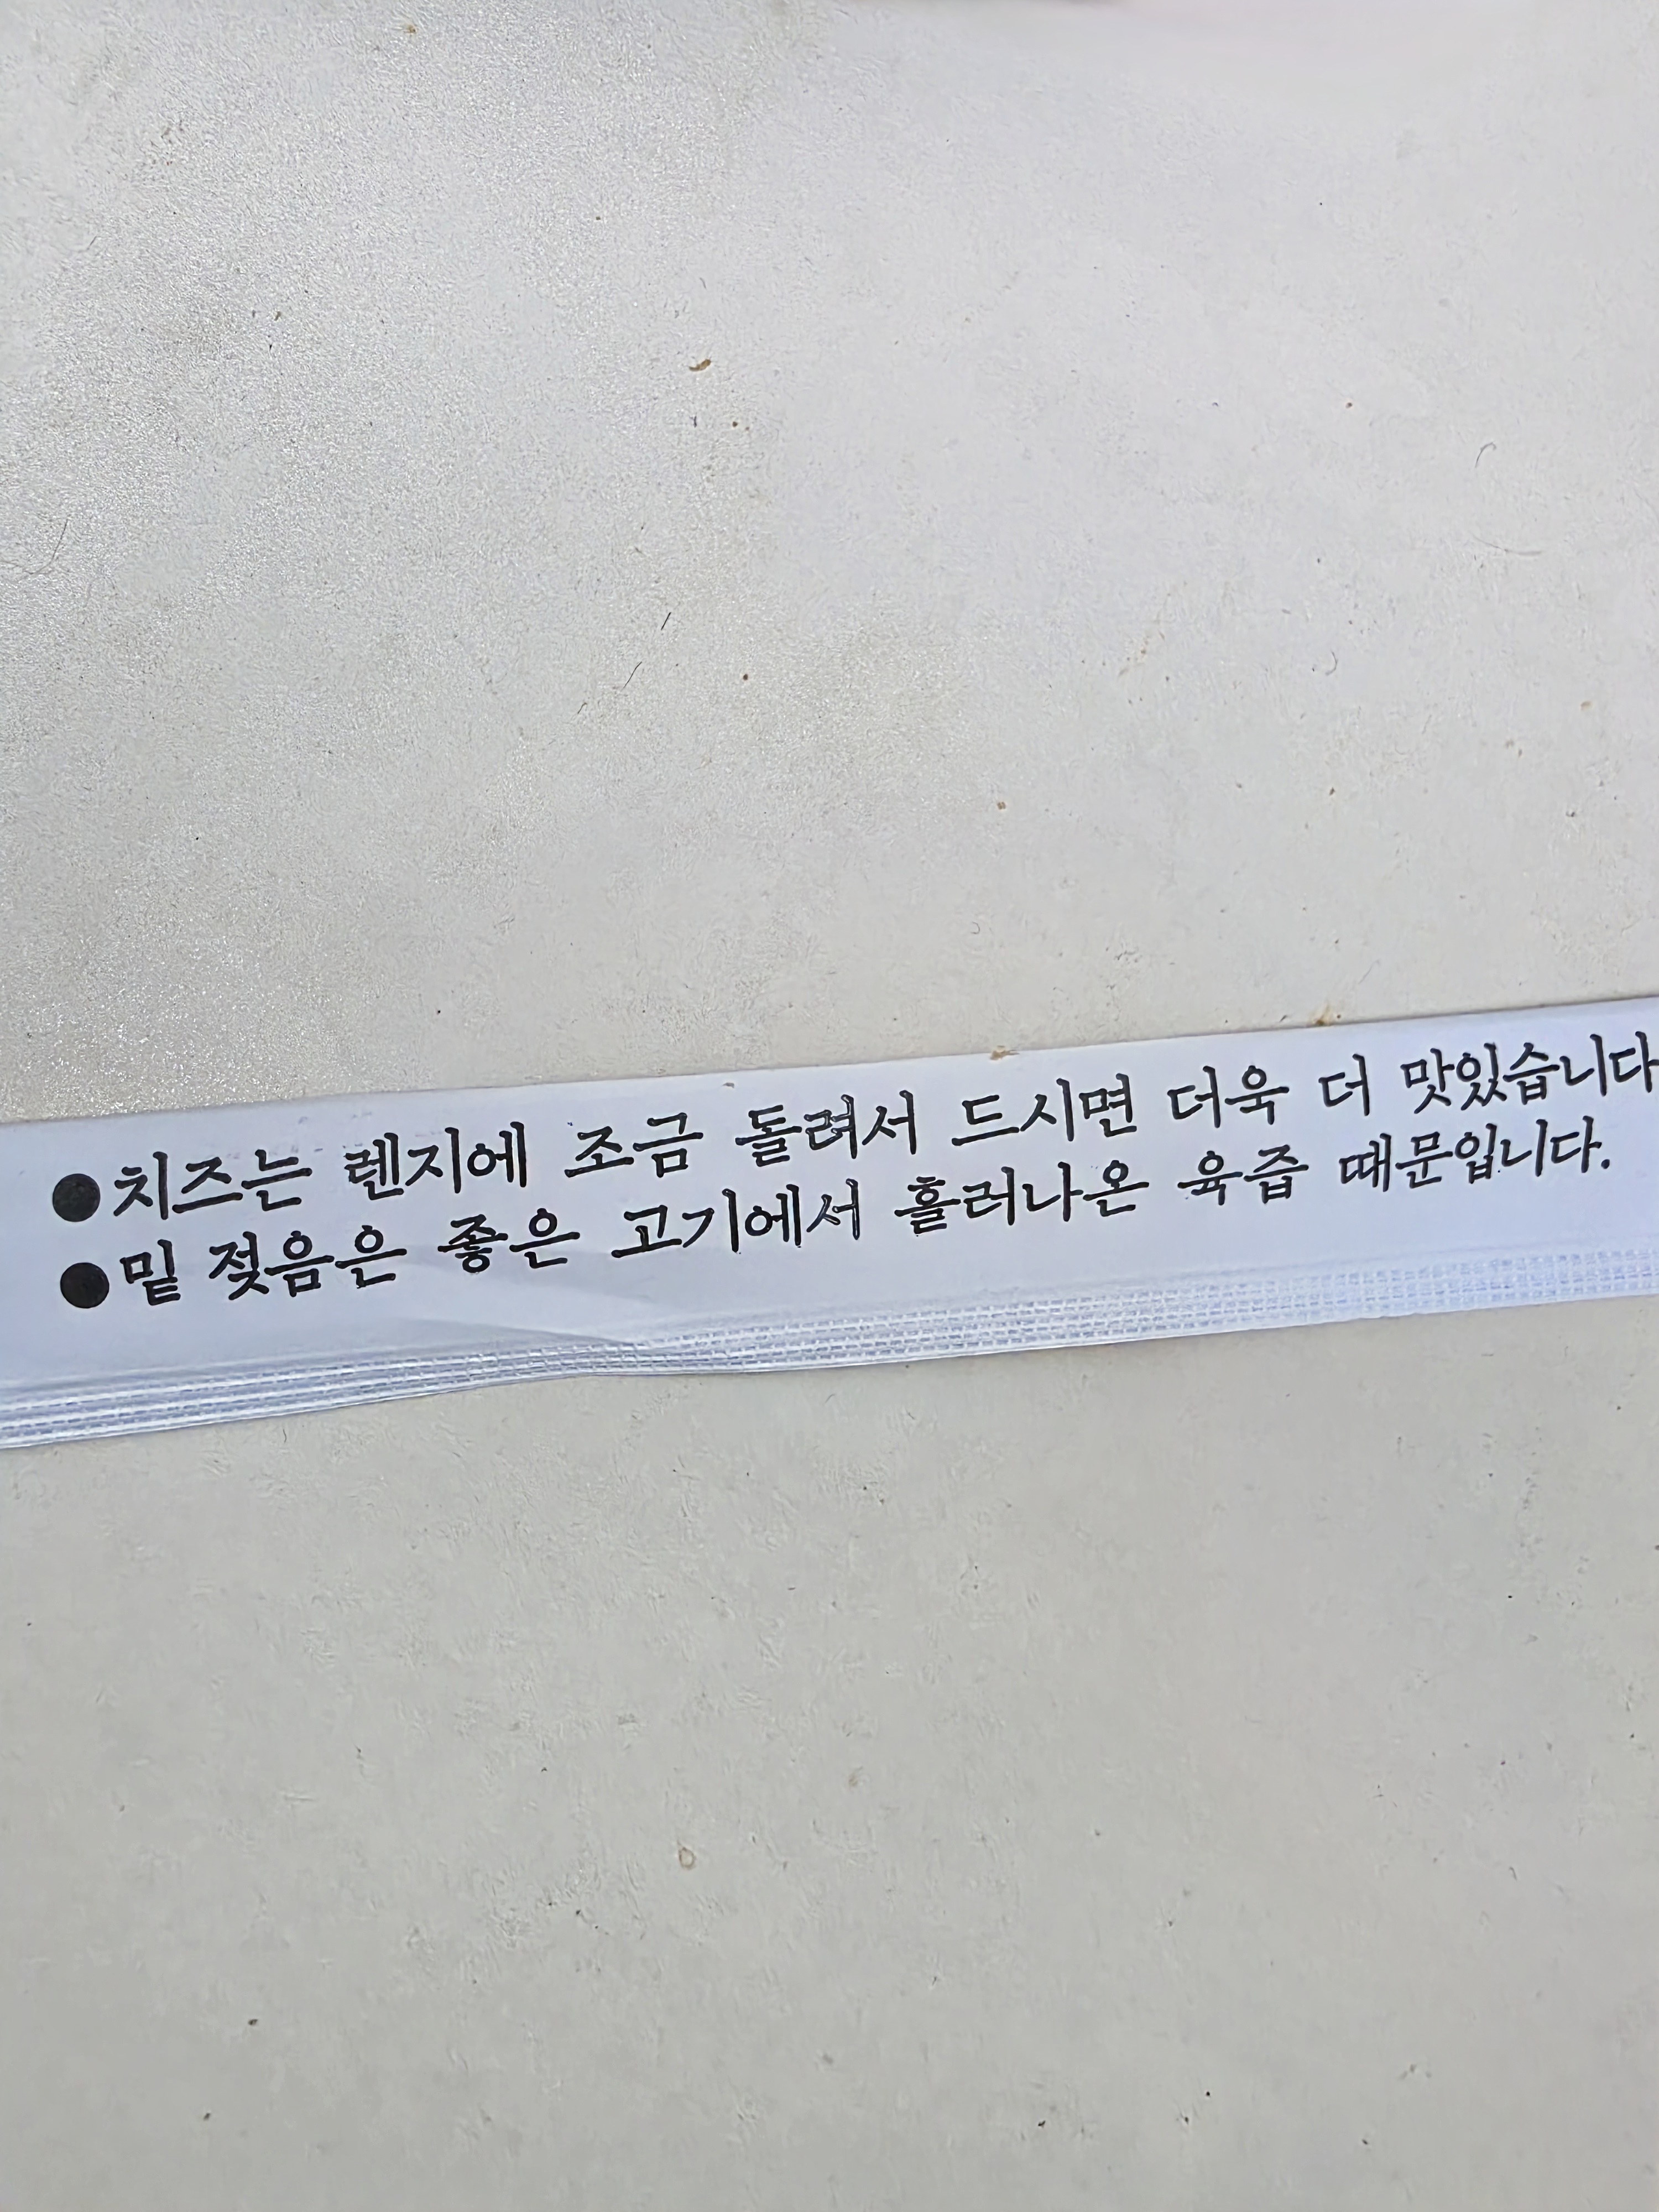 ●치즈는 렌지에 조금 돌려서 드시면 더욱 더 맛있습니다
●밑 젖음은 좋은 고기에서 흘러나온 육즙 때문입니다.